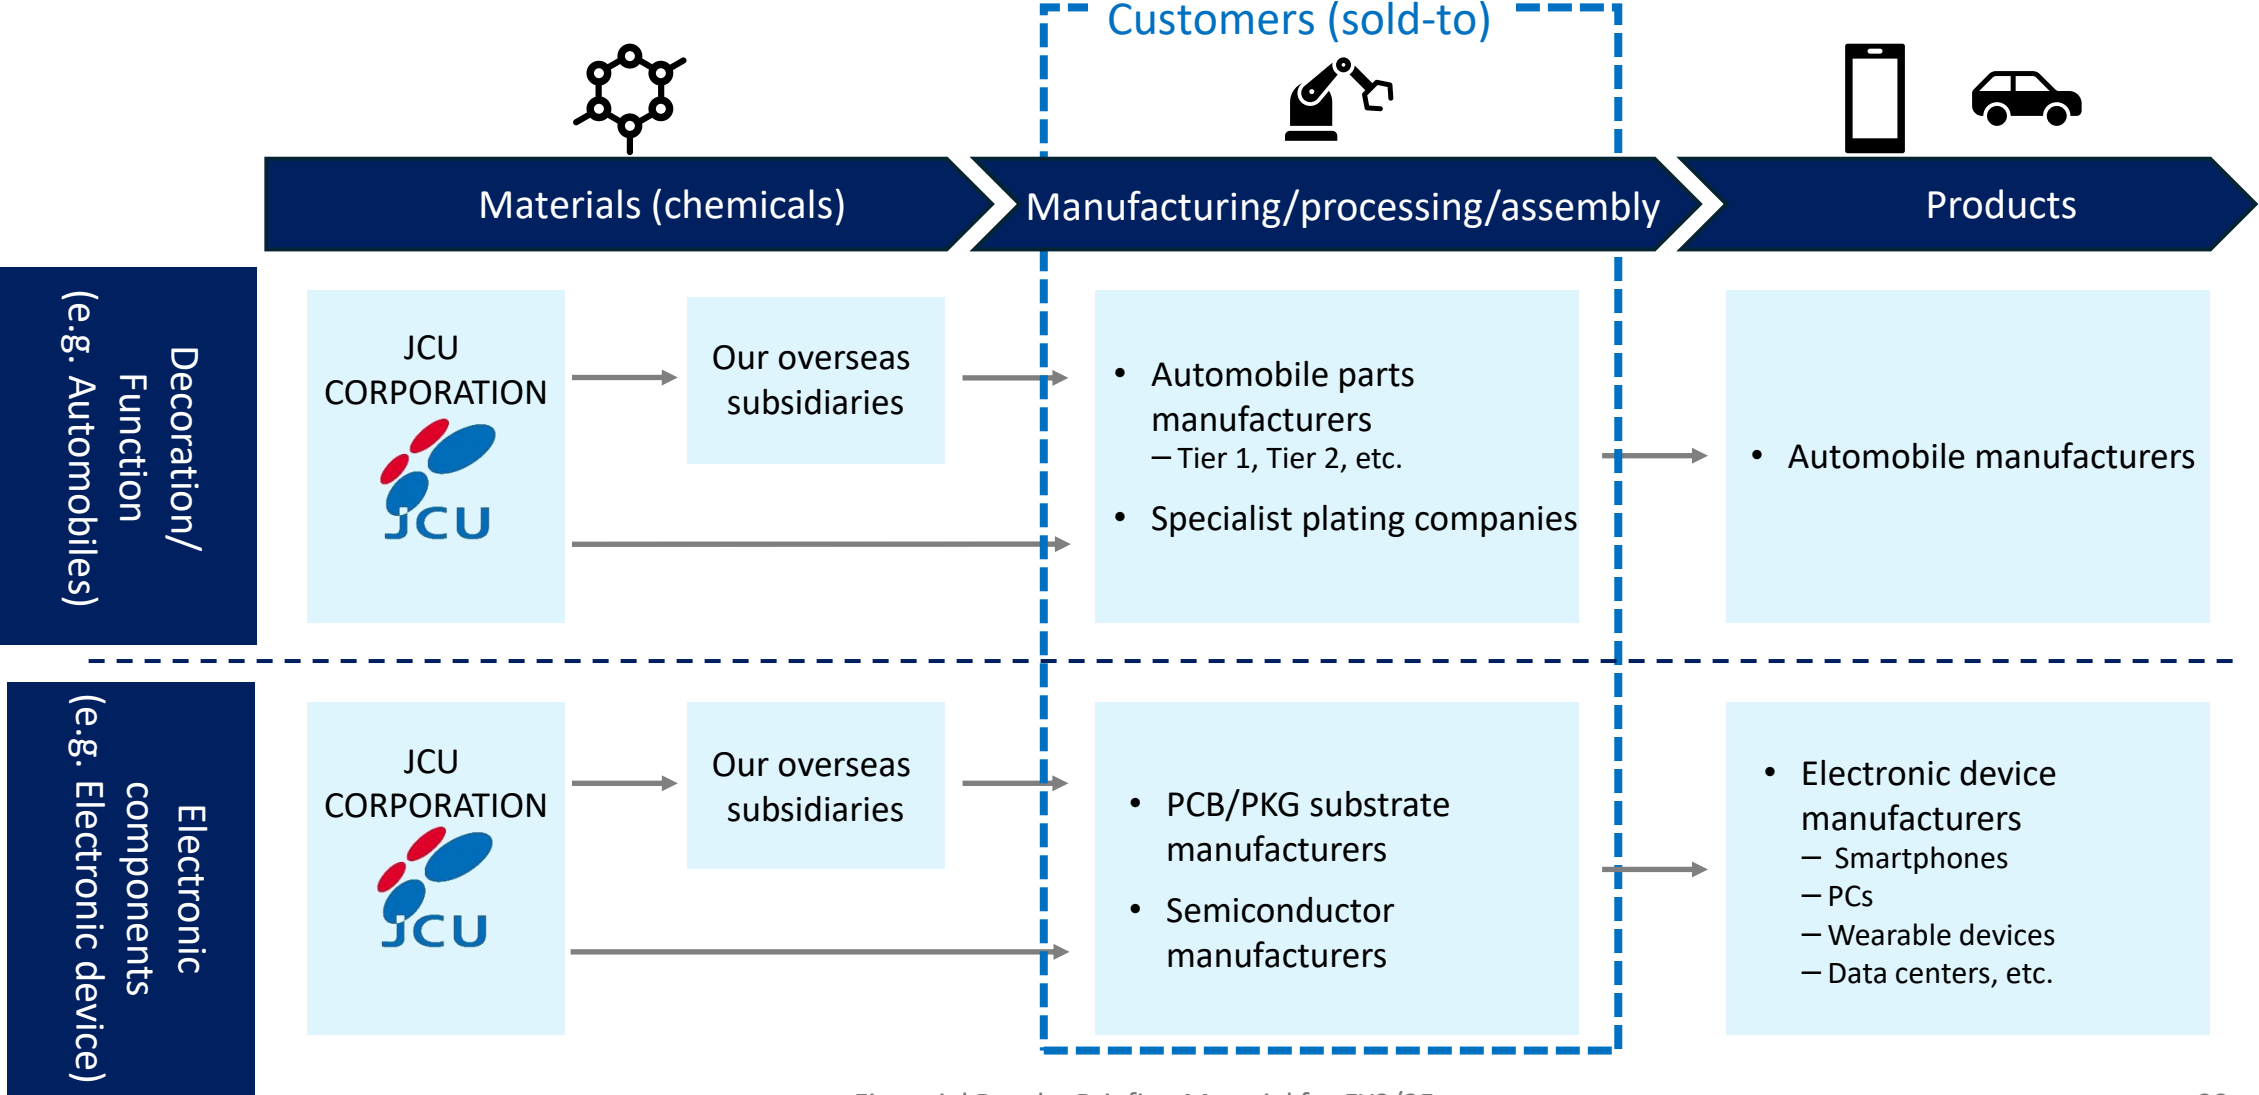 Customers (sold-to)
Materials (chemicals)
Manufacturing/processing/assembly
Products
Decoration/
Function
(e.g. Automobiles)
JCU
CORPORATION
JCU
Our overseas
subsidiaries
• Automobile parts
manufacturers
– Tier 1, Tier 2, etc.
• Specialist plating companies
• Automobile manufacturers
Electronic
components
(e.g. Electronic device)
JCU
CORPORATION
JCU
Our overseas
subsidiaries
• PCB/PKG substrate
manufacturers
• Semiconductor
manufacturers
• Electronic device
manufacturers
– Smartphones
– PCs
– Wearable devices
– Data centers, etc.